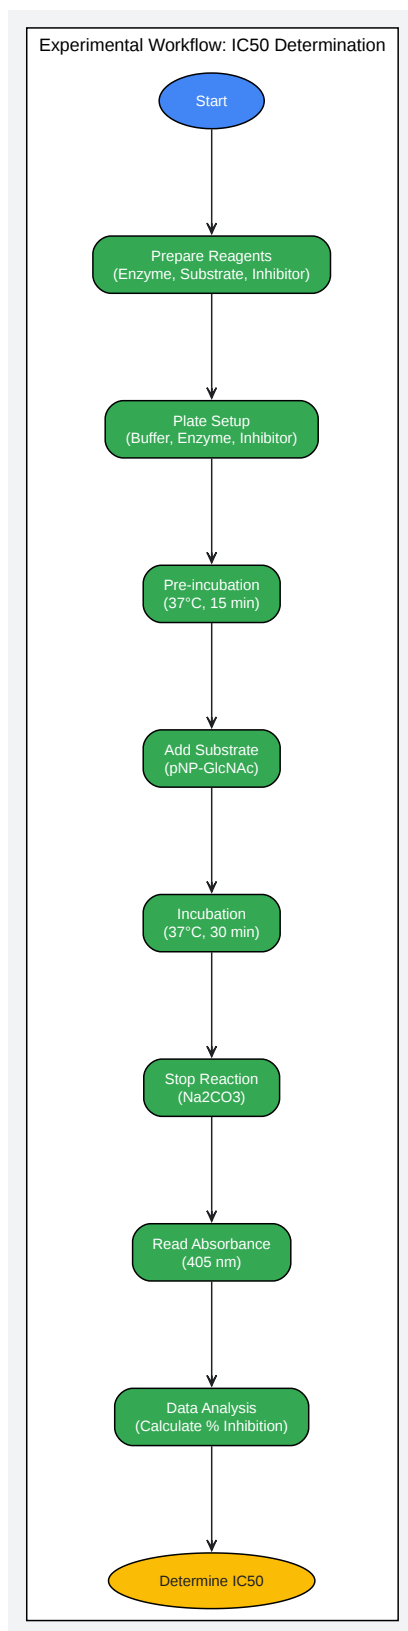 Experimental Workflow: IC50 Determination
Start
Prepare Reagents
(Enzyme, Substrate, Inhibitor)
Plate Setup
(Buffer, Enzyme, Inhibitor)
Pre-incubation
(37°C, 15 min)
Add Substrate
(pNP-GlcNAc)
Incubation
(37°C, 30 min)
Stop Reaction
(Na2CO3)
Read Absorbance
(405 nm)
Data Analysis
(Calculate % Inhibition)
Determine IC50